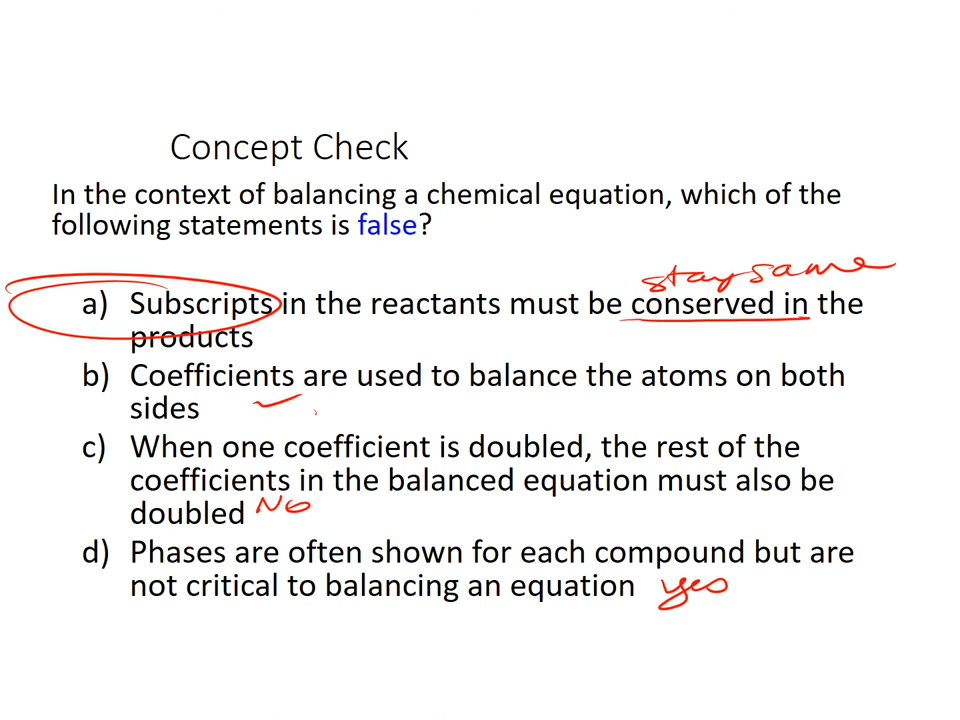 Concept Check
In the context of balancing a chemical equation, which of the
following statements is false?
stay same
a) Subscripts in the reactants must be conserved in the
products
b) Coefficients are used to balance the atoms on both
sides
c) When one coefficient is doubled, the rest of the
coefficients in the balanced equation must also be
doubled NO
d) Phases are often shown for each compound but are
not critical to balancing an equation yes